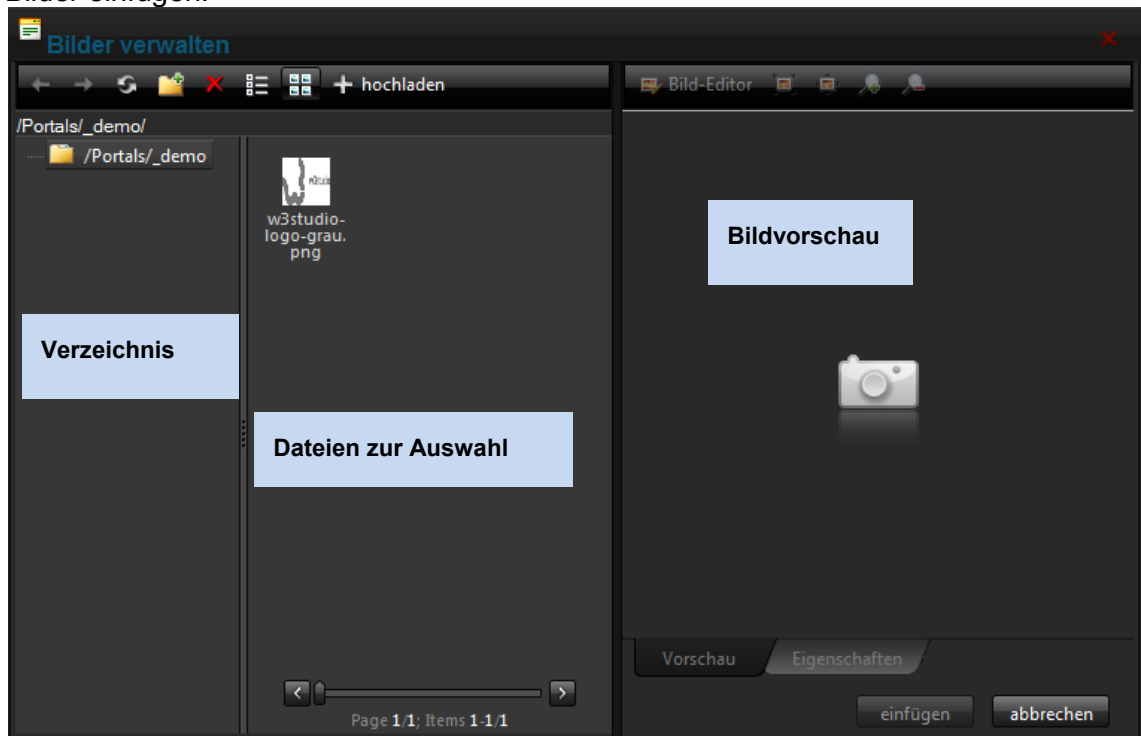 Bilder einfügen:
Bilder verwalten
hochladen
Bild-Editor
/Portals/_demo/
/Portals/_demo
w3studio-
logo-grau.
png
Bildvorschau
Verzeichnis
Dateien zur Auswahl
Vorschau
Eigenschaften
Page 1/1; Items 1-1/1
einfügen
abbrechen